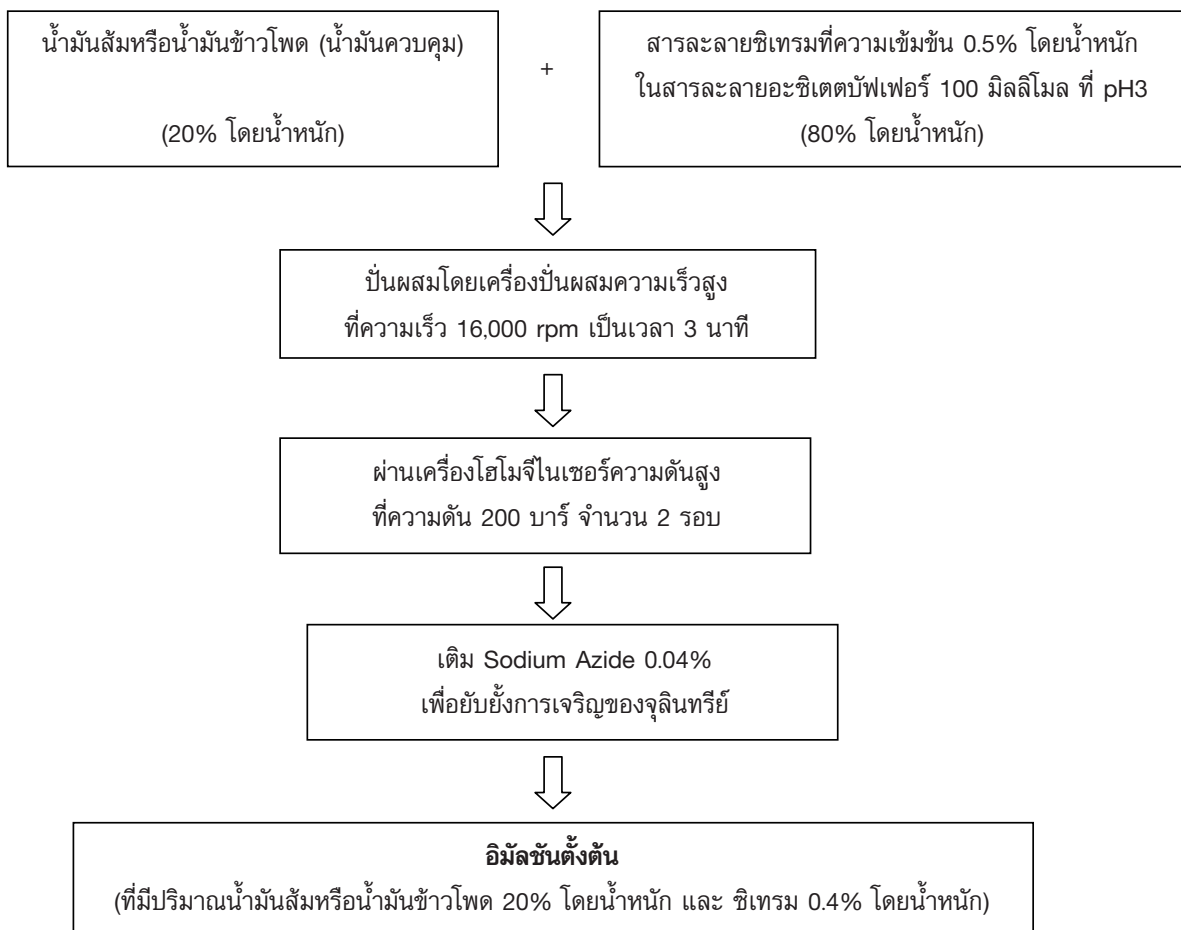 น้ำมันส้มหรือน้ำมันข้าวโพด (น้ำมันควบคุม)
(20% โดยน้ำหนัก)
+
สารละลายซิเทรมที่ความเข้มข้น 0.5% โดยน้ำหนัก
ในสารละลายอะซิเตตบัฟเฟอร์ 100 มิลลิโมล ที่ pH3
(80% โดยน้ำหนัก)
ปั่นผสมโดยเครื่องปั่นผสมความเร็วสูง
ที่ความเร็ว 16,000 rpm เป็นเวลา 3 นาที
ผ่านเครื่องโฮโมจีไนเซอร์ความดันสูง
ที่ความดัน 200 บาร์ จำนวน 2 รอบ
เติม Sodium Azide 0.04%
เพื่อยับยั้งการเจริญของจุลินทรีย์
อิมัลชันตั้งต้น
(ที่มีปริมาณน้ำมันส้มหรือน้ำมันข้าวโพด 20% โดยน้ำหนัก และ ซิเทรม 0.4% โดยน้ำหนัก)